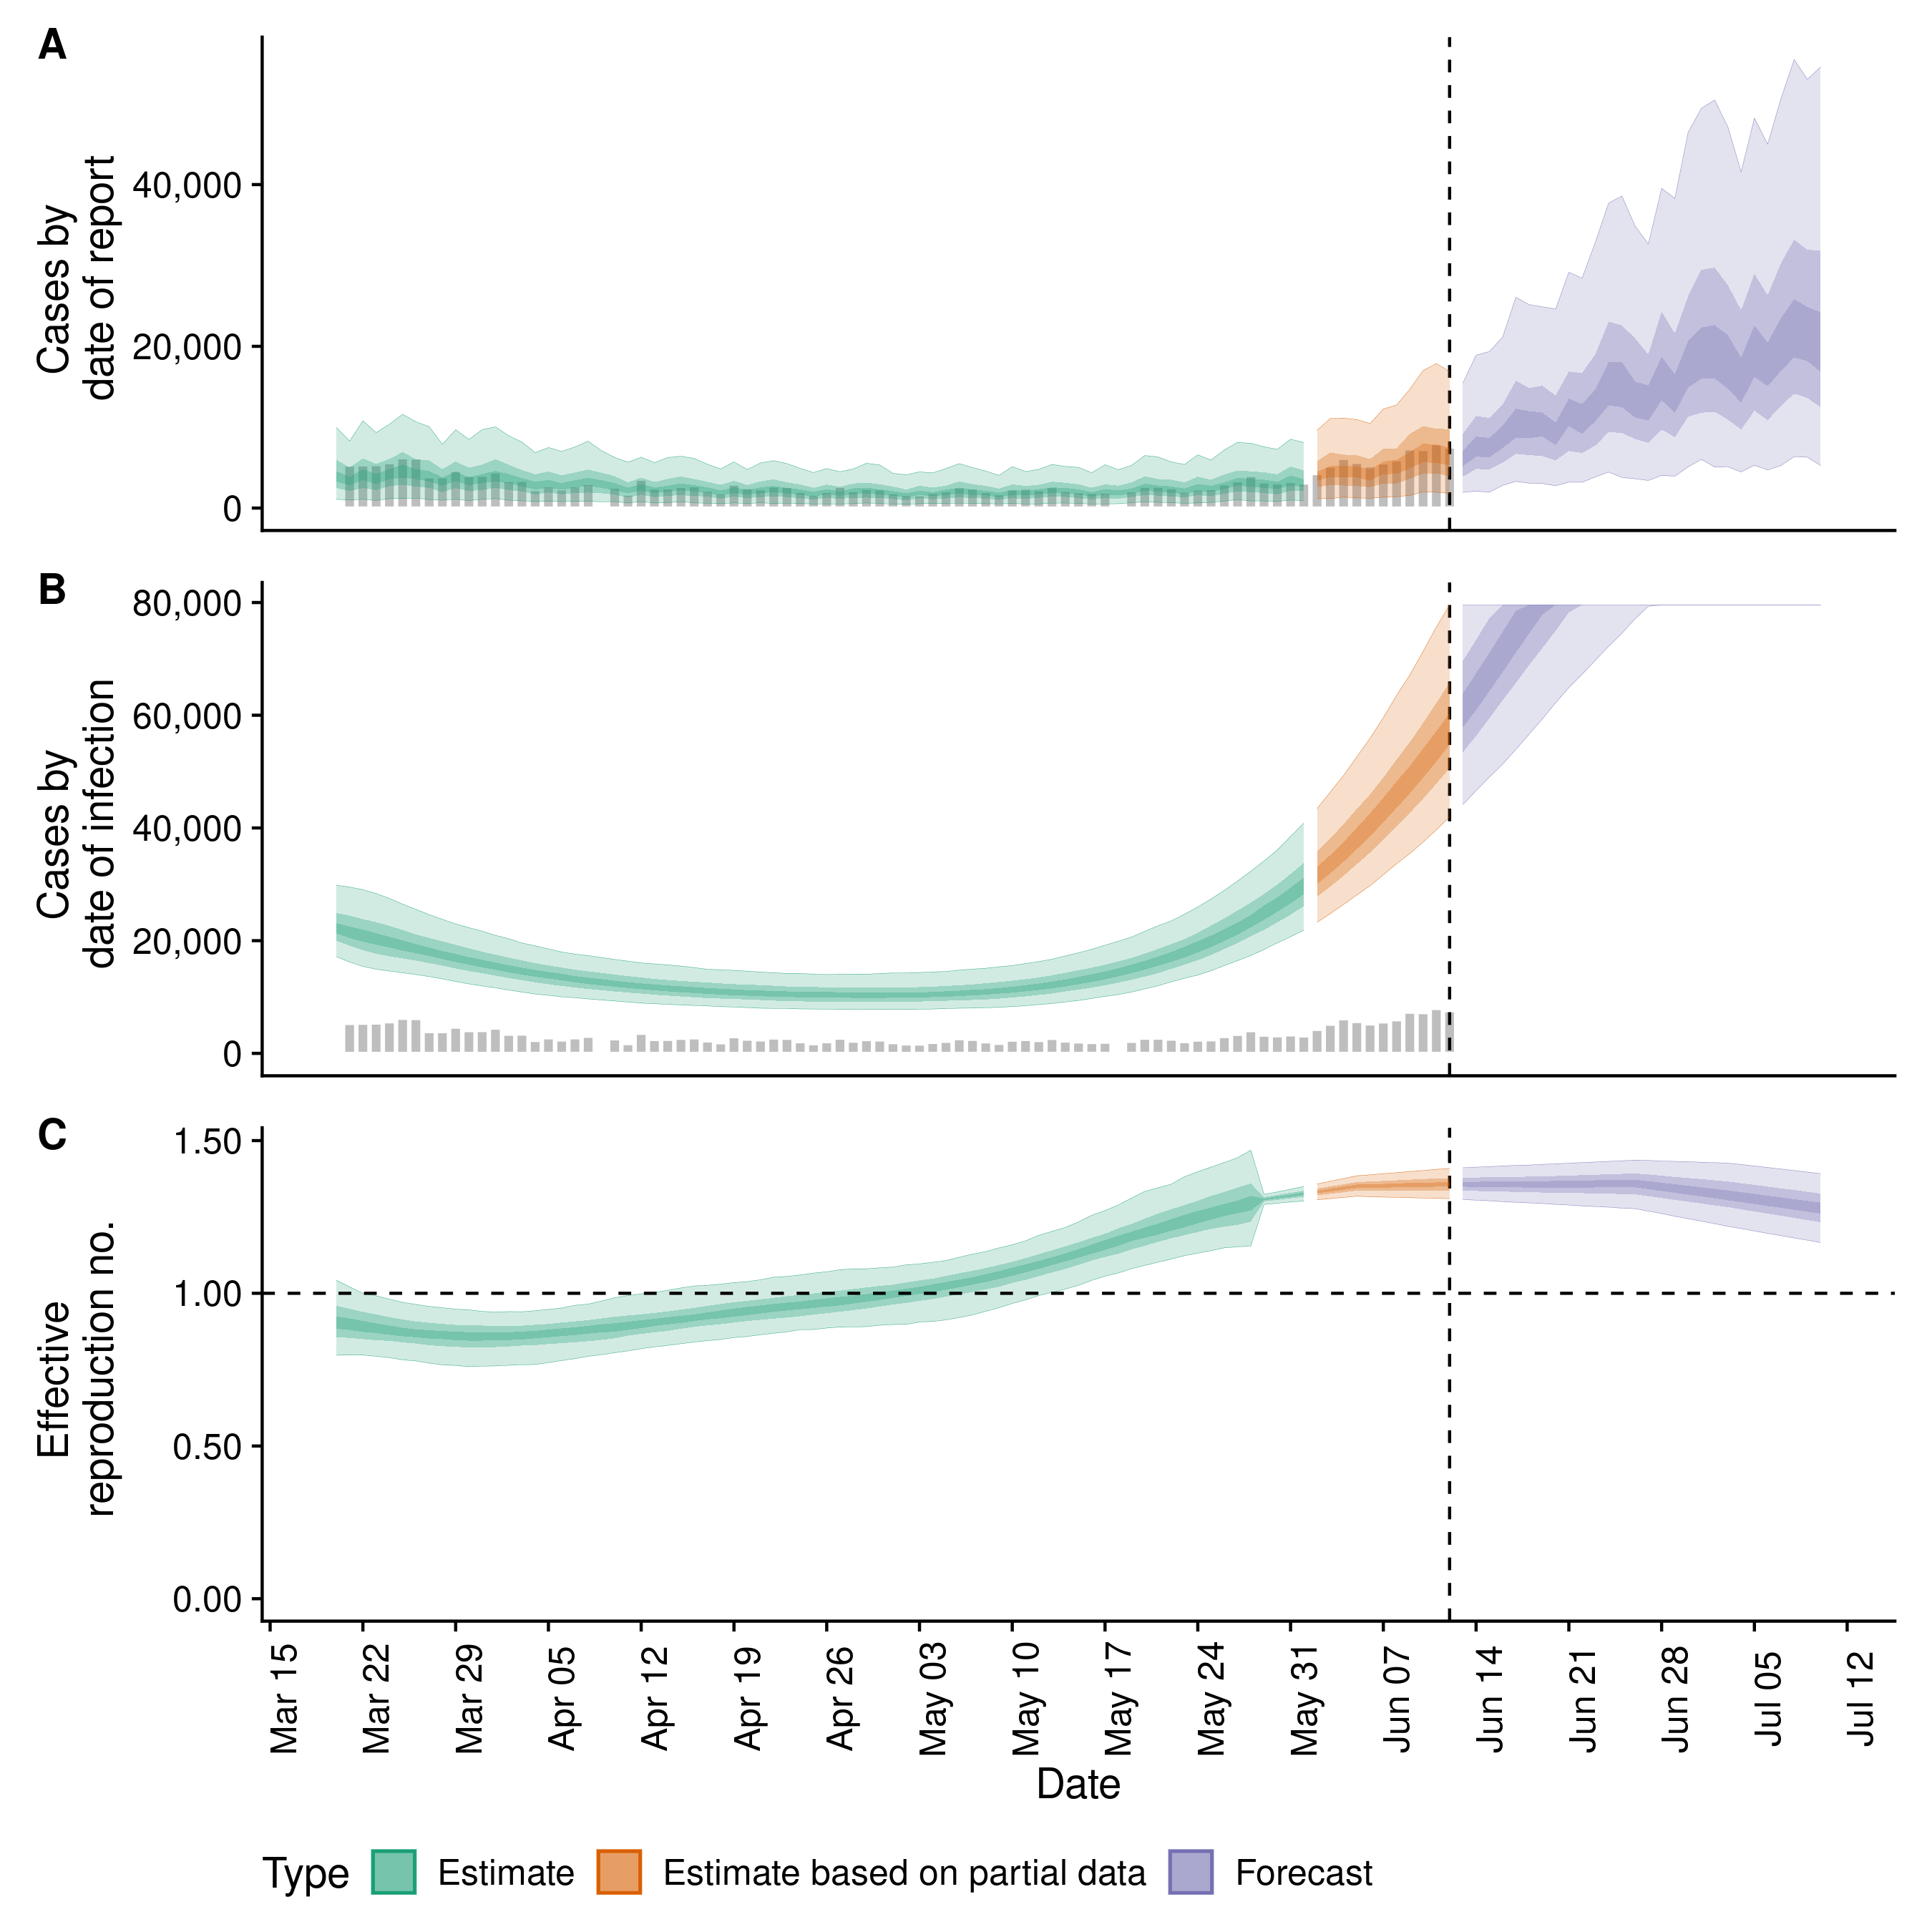 A
Cases by
date of report
40,000
20,000
0
B
Cases by
date of infection
80,000
60,000
40,000
20,000
0
C
Effective
reproduction no.
1.50
1.00
0.50
0.00
Mar 15
Mar 22
Mar 29
Apr 05
Apr 12
Apr 19
Apr 26
May 03
May 10
May 17
May 24
May 31
Jun 07
Jun 14
Jun 21
Jun 28
Jul 05
Jul 12
Date
Type Estimate Estimate based on partial data Forecast